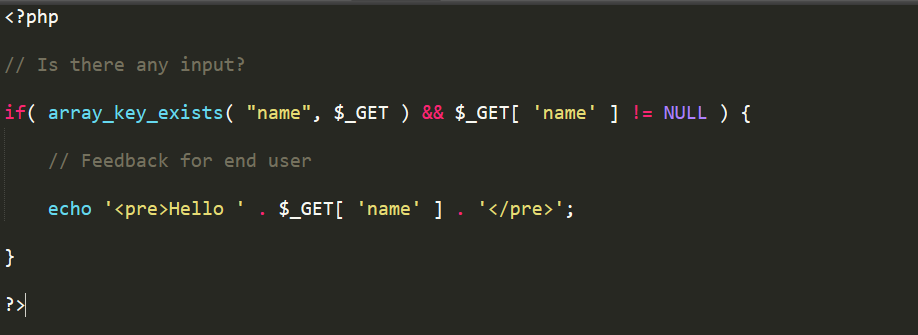 <?php
// Is there any input?
if( array_key_exists( "name", $_GET ) && $_GET[ 'name' ] != NULL ) {
// Feedback for end user
echo '<pre>Hello ' . $_GET[ 'name' ] . '</pre>';
}
?>